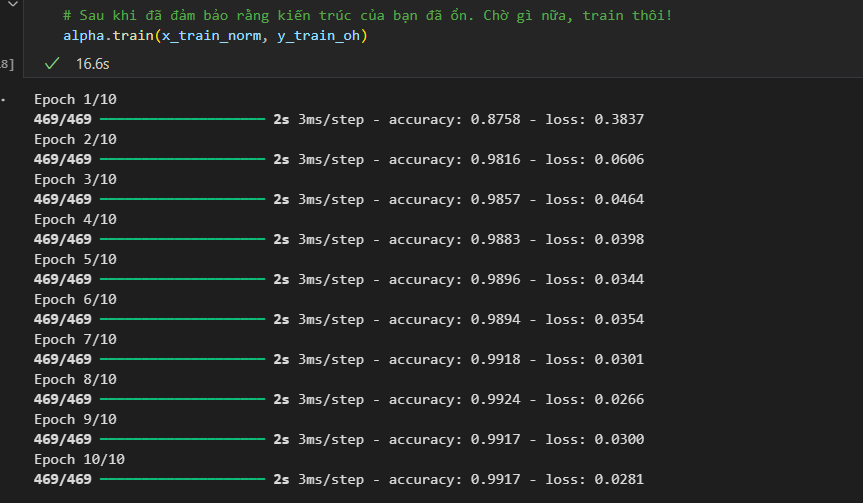 # Sau khi đã đảm bảo rằng kiến trúc của bạn đã ổn. Chờ gì nữa, train thôi!
alpha.train(x_train_norm, y_train_oh)
8] 16.6s
Epoch 1/10
469/469 2s 3ms/step - accuracy: 0.8758 - loss: 0.3837
Epoch 2/10
469/469 2s 3ms/step - accuracy: 0.9816 - loss: 0.0606
Epoch 3/10
469/469 2s 3ms/step - accuracy: 0.9857 - loss: 0.0464
Epoch 4/10
469/469 2s 3ms/step - accuracy: 0.9883 - loss: 0.0398
Epoch 5/10
469/469 2s 3ms/step - accuracy: 0.9896 - loss: 0.0344
Epoch 6/10
469/469 2s 3ms/step - accuracy: 0.9894 - loss: 0.0354
Epoch 7/10
469/469 2s 3ms/step - accuracy: 0.9918 - loss: 0.0301
Epoch 8/10
469/469 2s 3ms/step - accuracy: 0.9924 - loss: 0.0266
Epoch 9/10
469/469 2s 3ms/step - accuracy: 0.9917 - loss: 0.0300
Epoch 10/10
469/469 2s 3ms/step - accuracy: 0.9917 - loss: 0.0281